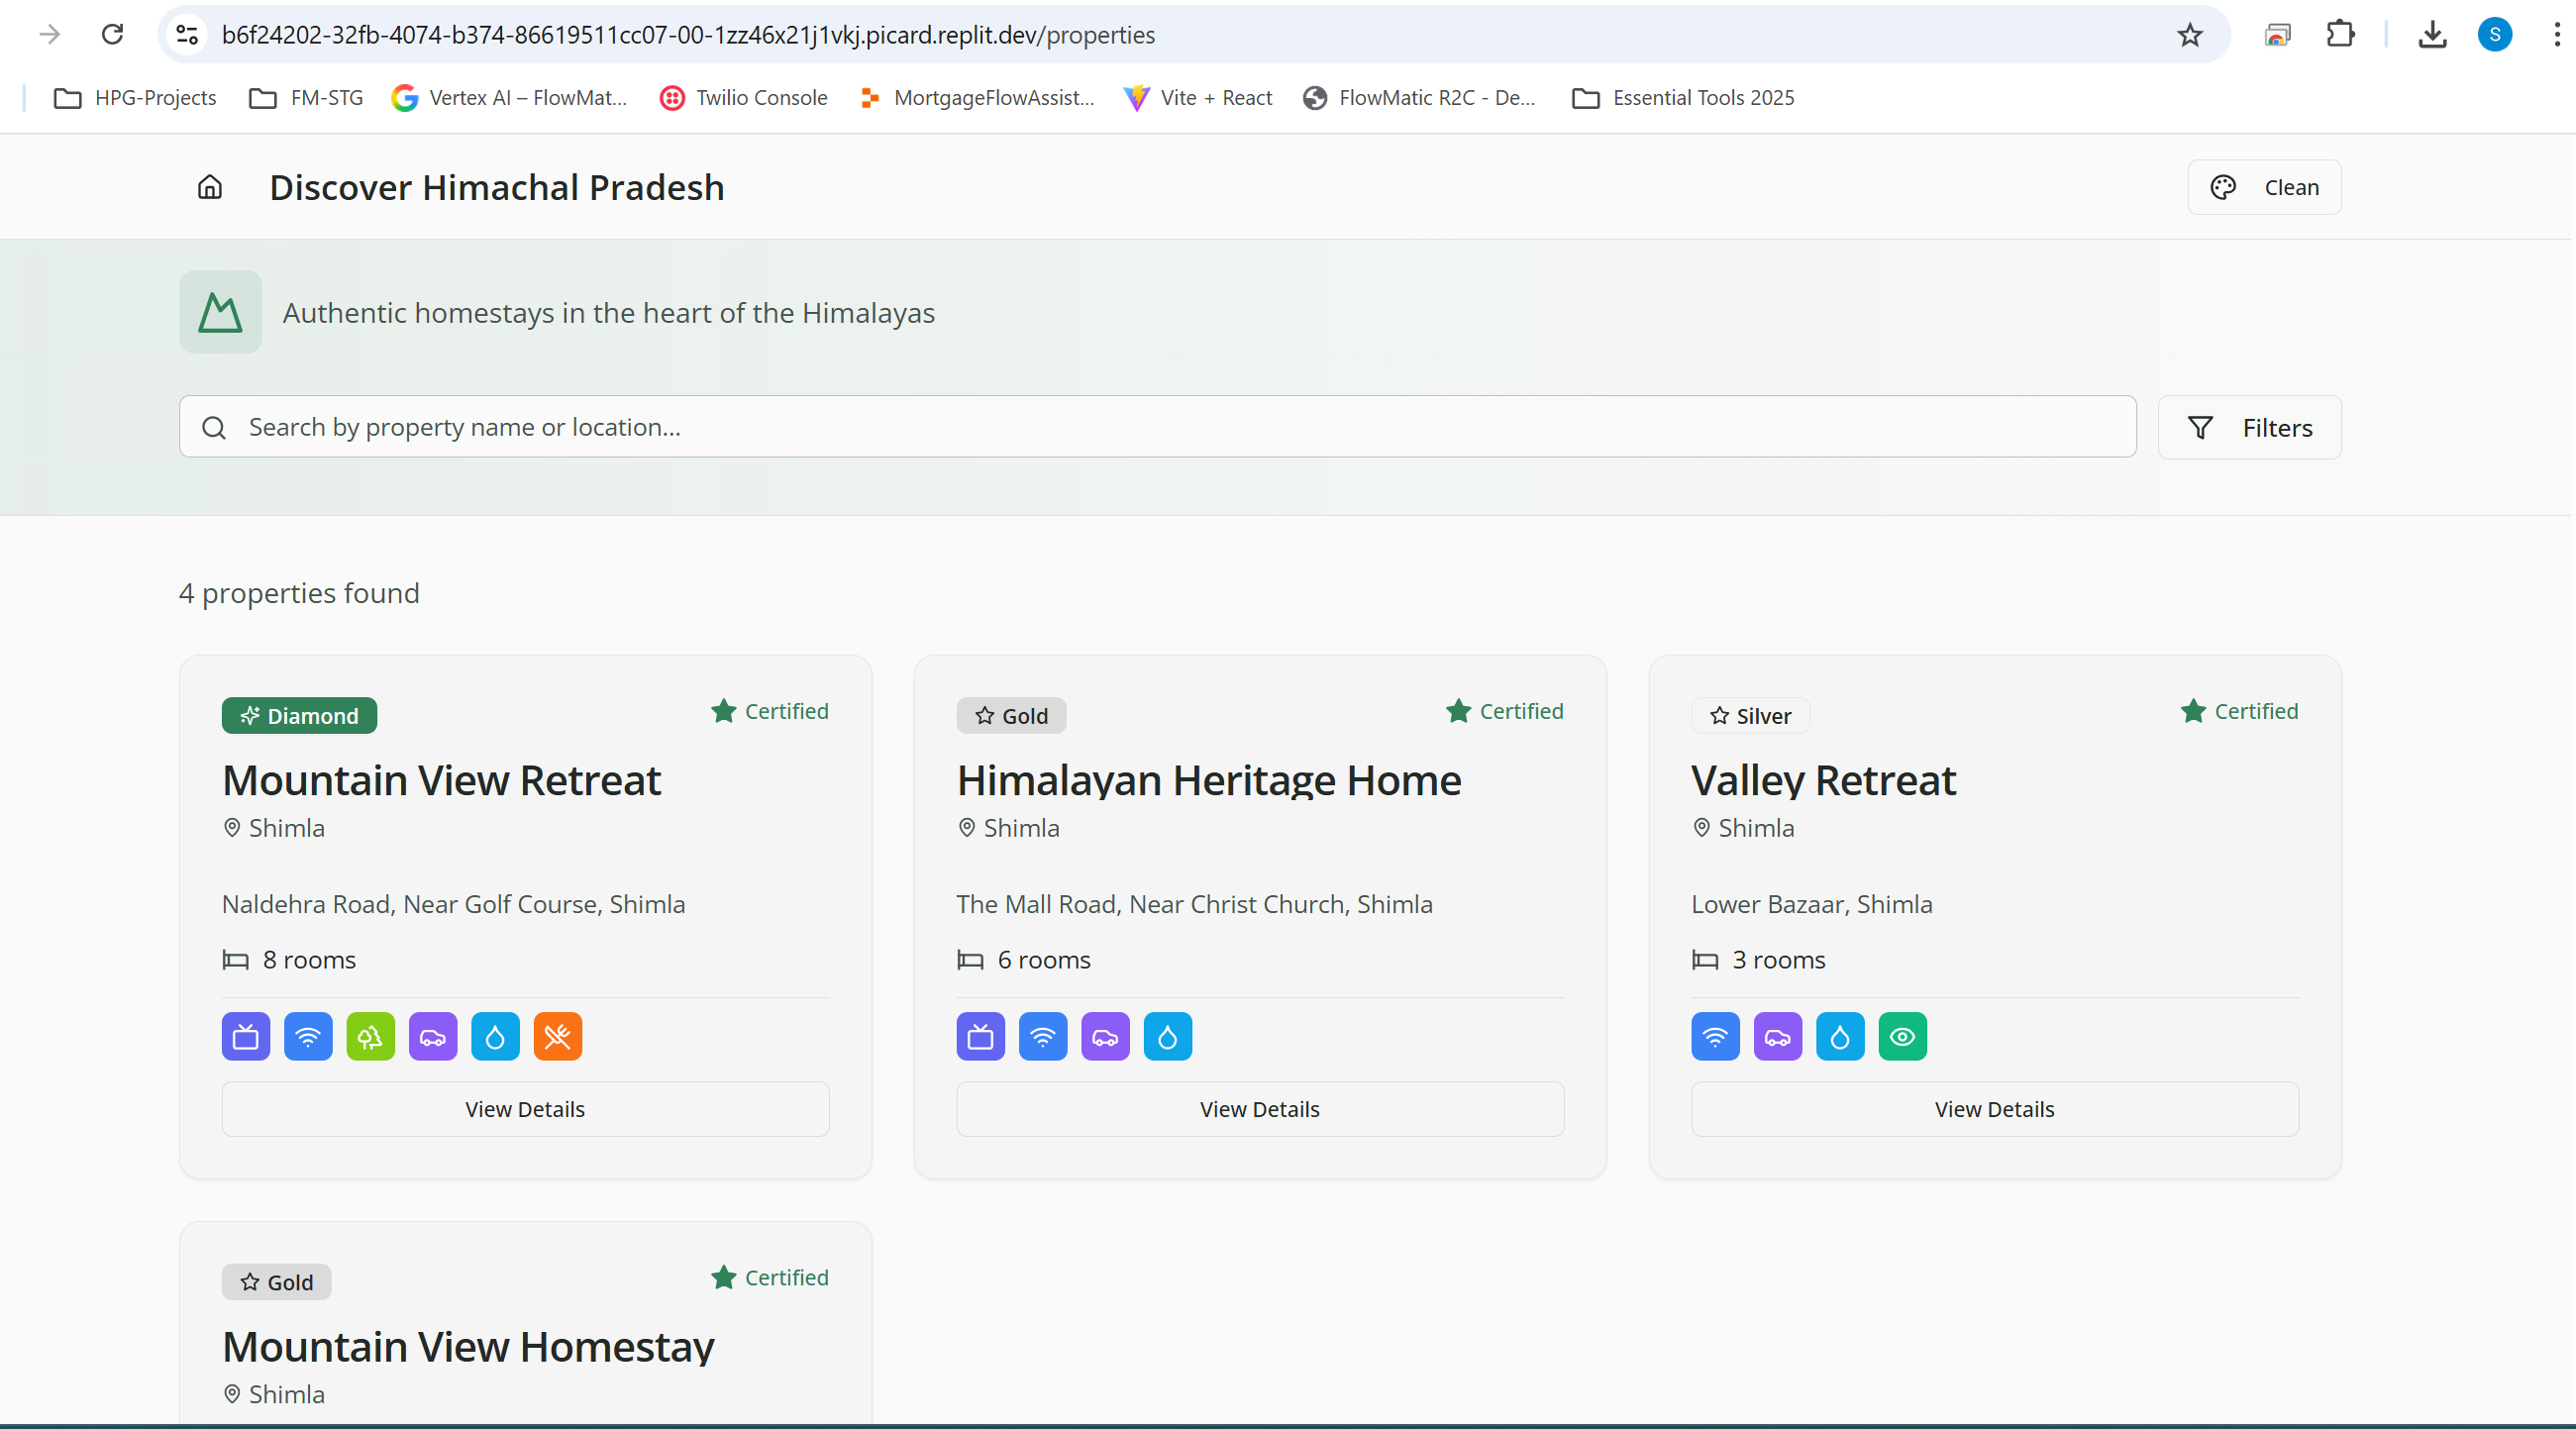 b6f24202-32fb-4074-b374-86619511cc07-00-1zz46x21j1vkj.picard.replit.dev/properties
S
HPG-Projects
FM-STG
Vertex AI – FlowMat...
Twilio Console
MortgageFlowAssist...
Vite + React
FlowMatic R2C - De...
Essential Tools 2025
Discover Himachal Pradesh
Clean
Authentic homestays in the heart of the Himalayas
Search by property name or location...
Filters
4 properties found
Diamond
Certified
Mountain View Retreat
Shimla
Naldehra Road, Near Golf Course, Shimla
8 rooms
View Details
Gold
Certified
Himalayan Heritage Home
Shimla
The Mall Road, Near Christ Church, Shimla
6 rooms
View Details
Silver
Certified
Valley Retreat
Shimla
Lower Bazaar, Shimla
3 rooms
View Details
Gold
Certified
Mountain View Homestay
Shimla